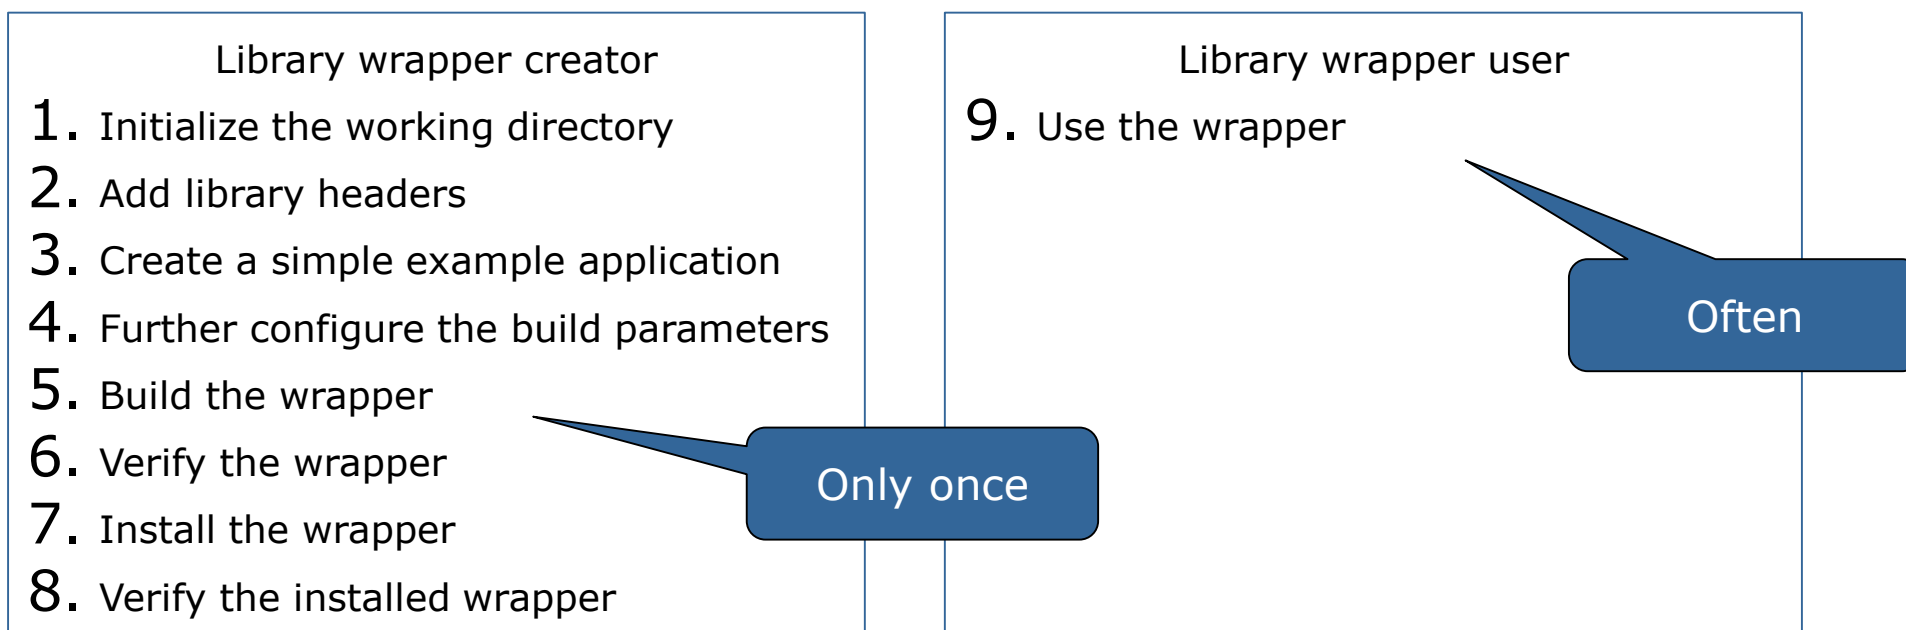 Library wrapper creator
1. Initialize the working directory
2. Add library headers
3. Create a simple example application
4. Further configure the build parameters
5. Build the wrapper
6. Verify the wrapper
7. Install the wrapper
8. Verify the installed wrapper
Only once
Library wrapper user
9. Use the wrapper
Often